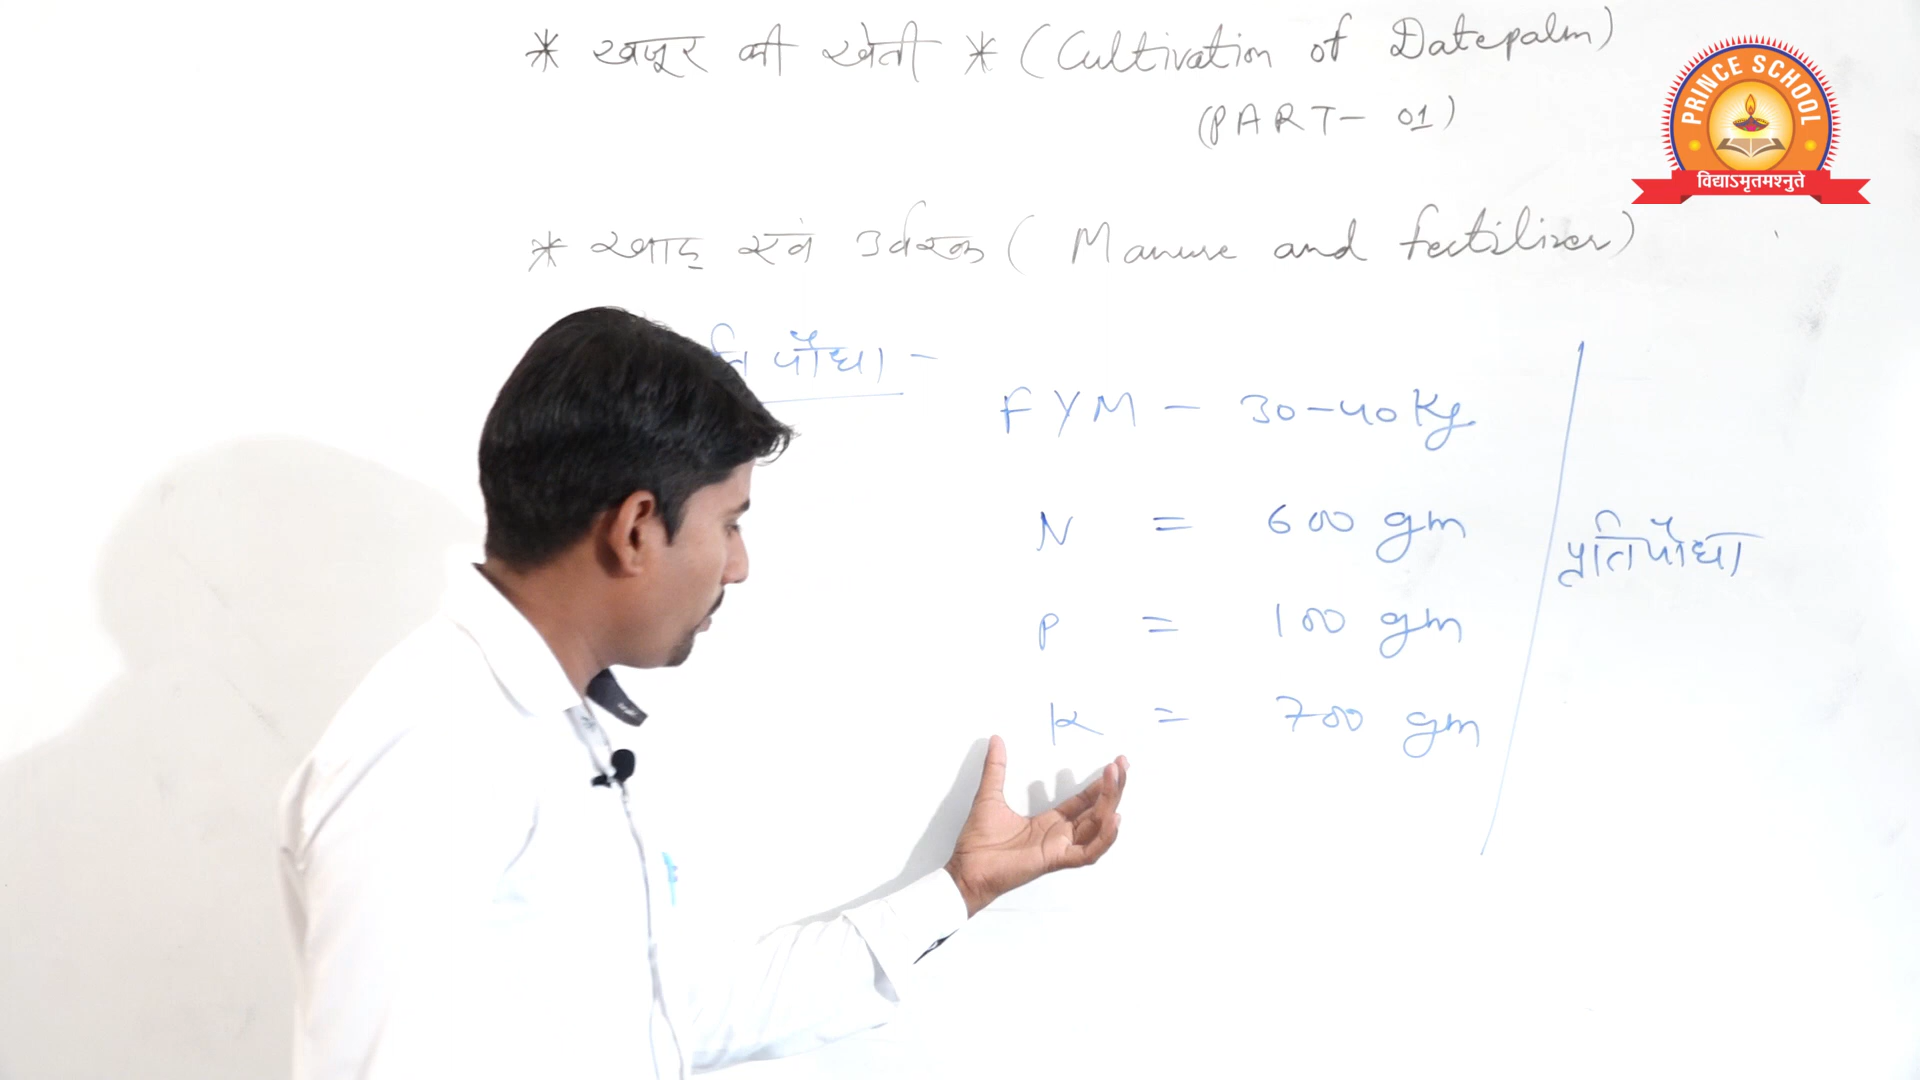 * खजूर की खेती * (Cultivation of Datepalm)
(PART- 01)
PRINCE SCHOOL
विद्याऽमृतमश्नुते
* खाद एवं उर्वरक ( Manure and fertilizer)
पौधा -
FYM - 30-40 Kg
N = 600 gm
प्रतिपौधा
P = 100 gm
K = 700 gm